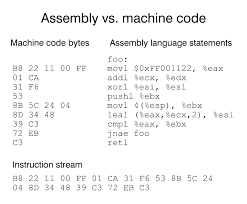 Assembly vs. machine code
Machine code bytes Assembly language statements
foo:
B8 22 11 00 FF movl $0xFF001122, %eax
01 CA addl %ecx, %edx
31 F6 xorl %esi, %esi
53 pushl %ebx
8B 5C 24 04 movl 4(%esp), %ebx
8D 34 48 leal (%eax,%ecx,2), %esi
39 C3 cmpl %eax, %ebx
72 EB jnae foo
C3 retl
Instruction stream
B8 22 11 00 FF 01 CA 31 F6 53 8B 5C 24
04 8D 34 48 39 C3 72 EB C3